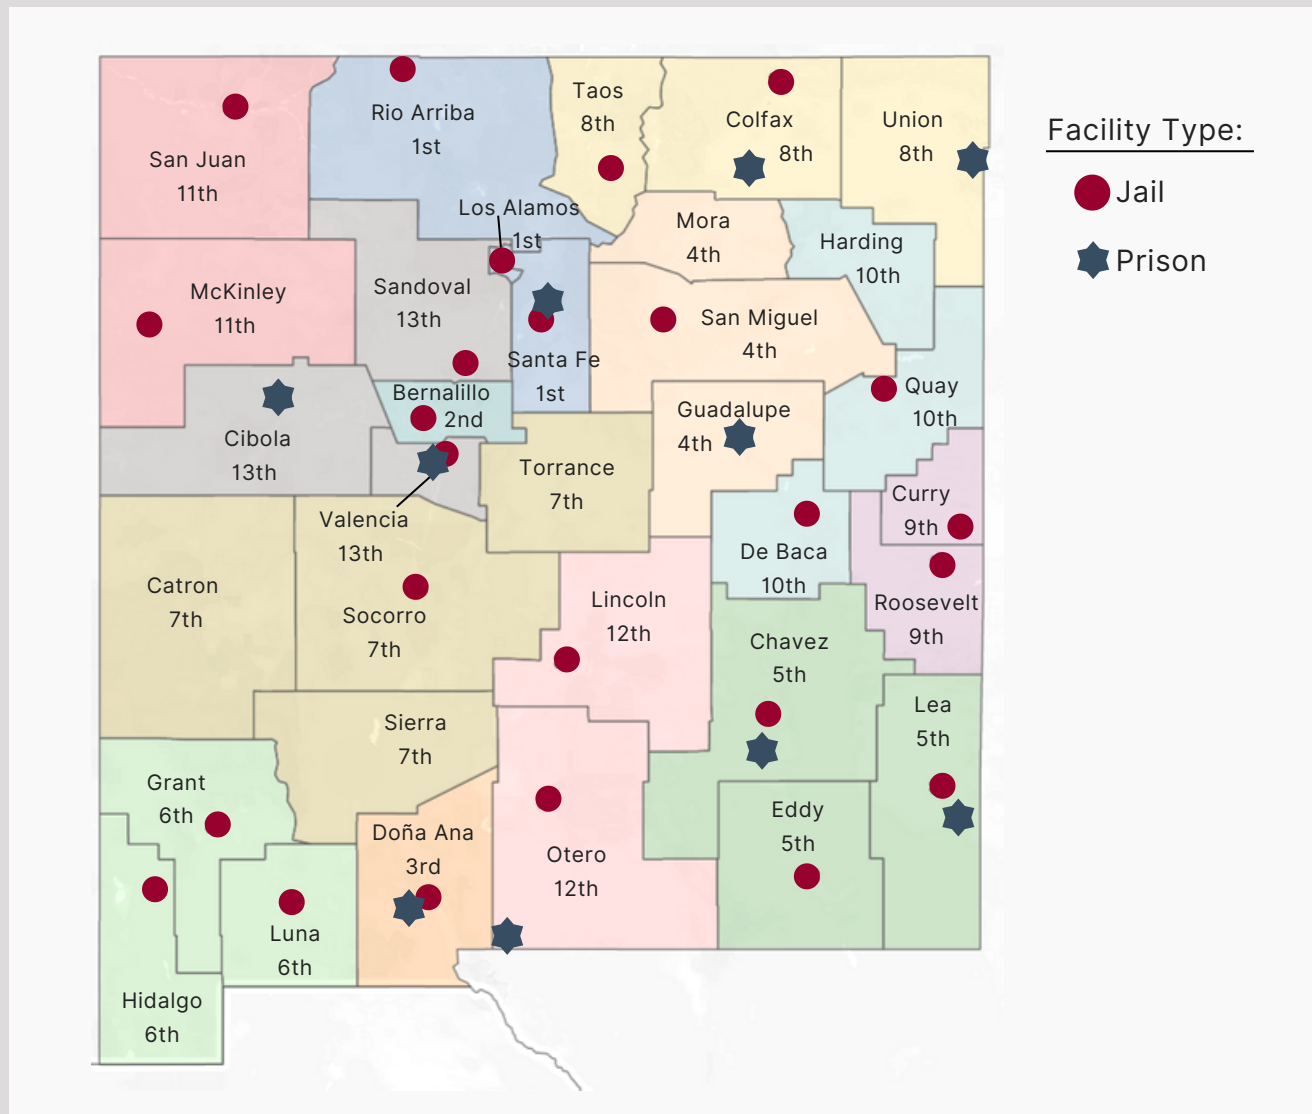 Facility Type:
Jail
Prison
San Juan
11th
Rio Arriba
1st
Taos
8th
Colfax
8th
Union
8th
Los Alamos
1st
Mora
4th
Harding
10th
McKinley
11th
Sandoval
13th
Santa Fe
1st
San Miguel
4th
Quay
10th
Bernalillo
2nd
Guadalupe
4th
Cibola
13th
Torrance
7th
Curry
9th
Valencia
13th
De Baca
10th
Catron
7th
Socorro
7th
Lincoln
12th
Roosevelt
9th
Chavez
5th
Sierra
7th
Lea
5th
Grant
6th
Doña Ana
3rd
Otero
12th
Eddy
5th
Luna
6th
Hidalgo
6th